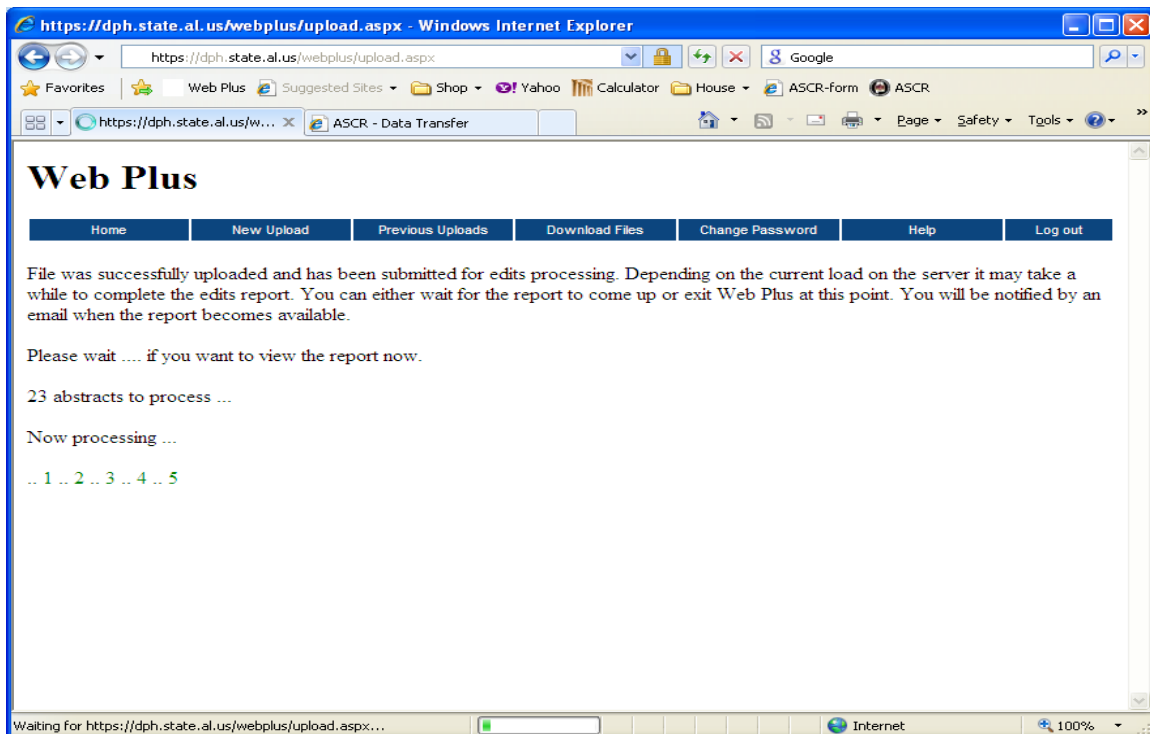 https://dph.state.al.us/webplus/upload.aspx - Windows Internet Explorer
https://dph.state.al.us/webplus/upload.aspx
Google
Favorites Web Plus Suggested Sites Shop Yahoo Calculator House ASCR-form ASCR
https://dph.state.al.us/w... ASCR - Data Transfer Page Safety Tools »
Web Plus
Home New Upload Previous Uploads Download Files Change Password Help Log out
File was successfully uploaded and has been submitted for edits processing. Depending on the current load on the server it may take a
while to complete the edits report. You can either wait for the report to come up or exit Web Plus at this point. You will be notified by an
email when the report becomes available.
Please wait .... if you want to view the report now.
23 abstracts to process ...
Now processing ...
.. 1 .. 2 .. 3 .. 4 .. 5
Waiting for https://dph.state.al.us/webplus/upload.aspx... Internet 100%